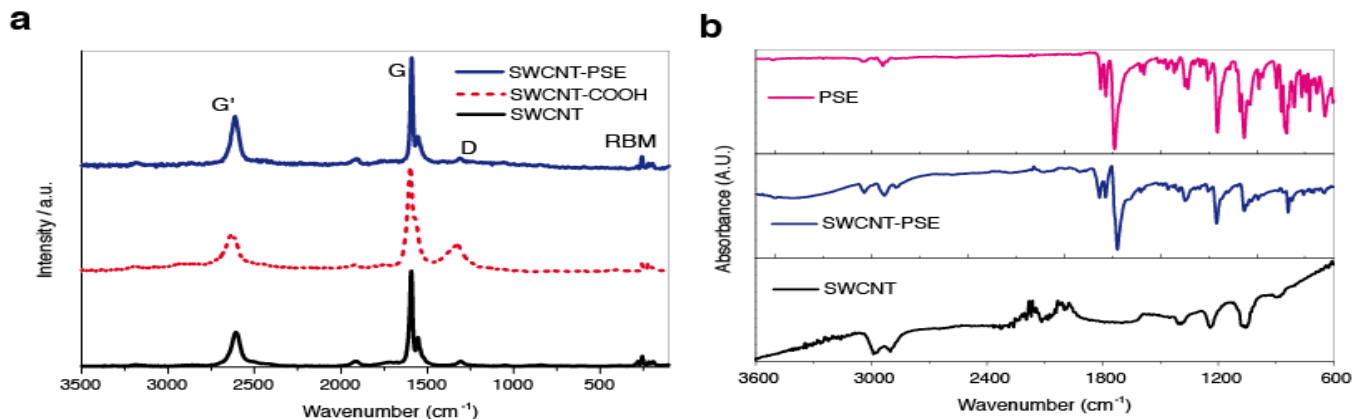 a
G'
G
D
RBM
SWCNT-PSE
SWCNT-COOH
SWCNT
Intensity / a.u.
3500 3000 2500 2000 1500 1000 500
Wavenumber (cm⁻¹)
b
PSE
SWCNT-PSE
SWCNT
Absorbance (A.U.)
3600 3000 2400 1800 1200 600
Wavenumber (cm⁻¹)